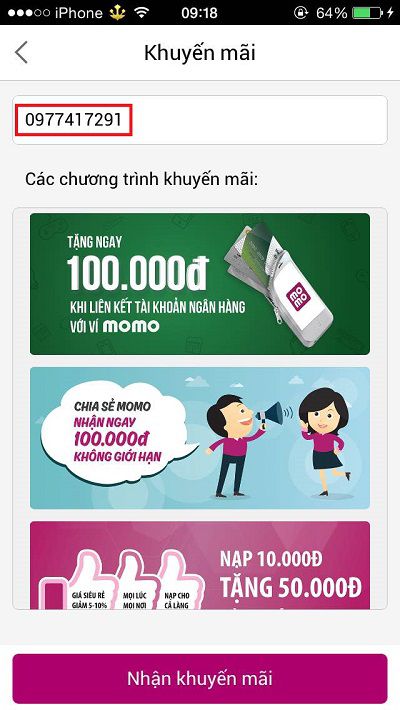 iPhone 09:18 64%
Khuyến mãi
0977417291
Các chương trình khuyến mãi:
TẶNG NGAY
100.000đ
KHI LIÊN KẾT TÀI KHOẢN NGÂN HÀNG
VỚI VÍ MOMO
mo
mo
CHIA SẺ MOMO
NHẬN NGAY
100.000đ
KHÔNG GIỚI HẠN
NẠP 10.000Đ
TẶNG 50.000Đ
GIÁ SIÊU RẺ
GIẢM 5-10%
MỌI LÚC
MỌI NƠI
NẠP CHO
CẢ LÀNG
Nhận khuyến mãi